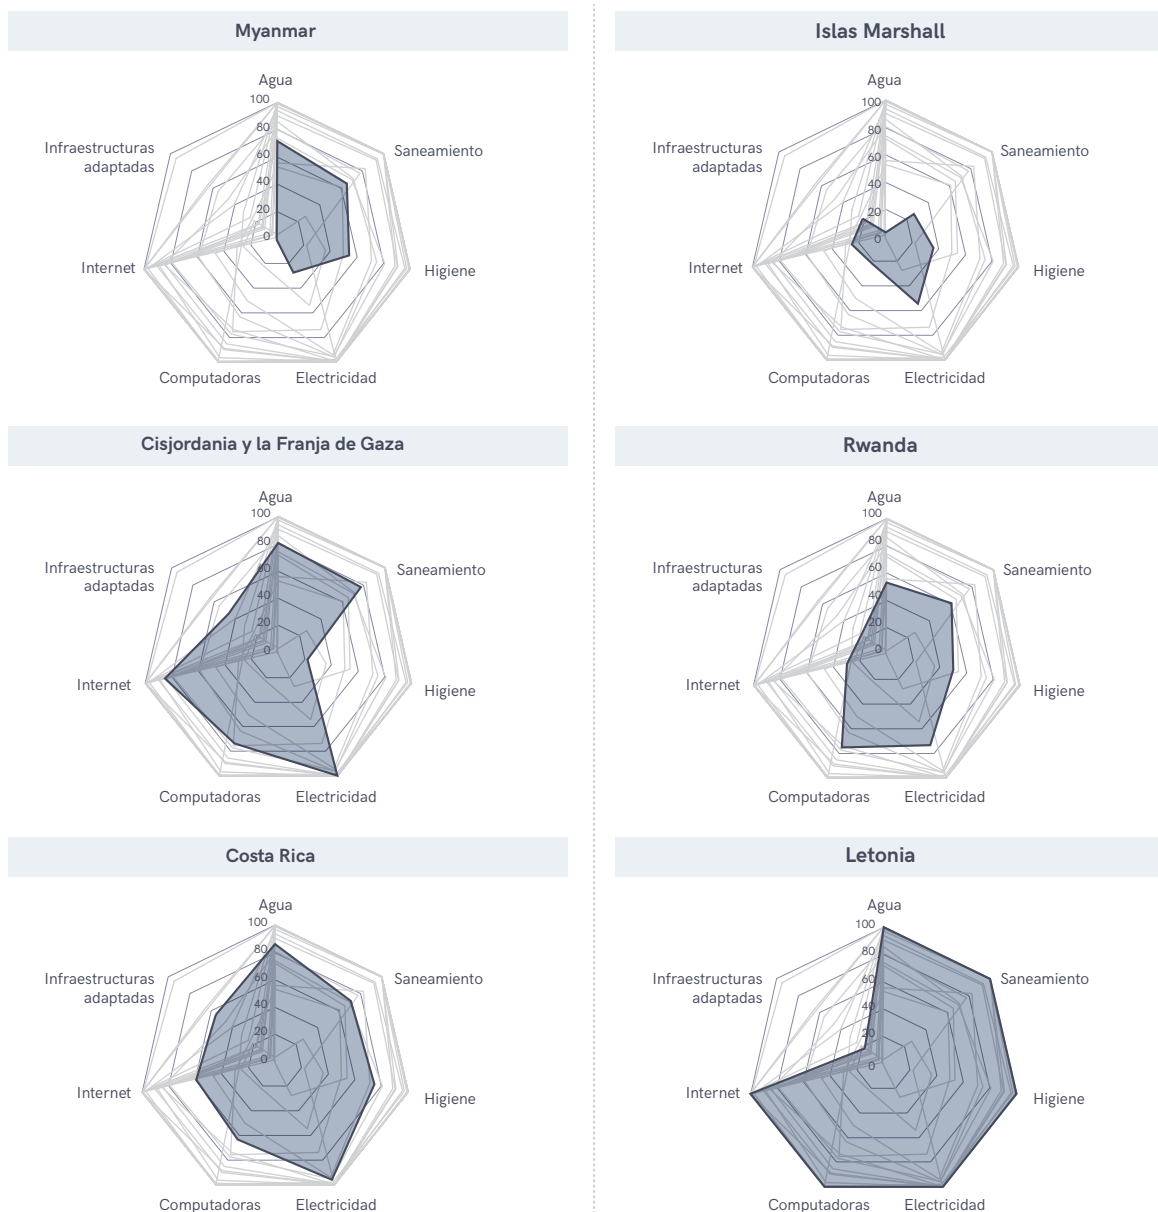 Myanmar
Agua
100
80
60
40
20
0
Infraestructuras
adaptadas
Saneamiento
Internet
Higiene
Computadoras
Electricidad
Islas Marshall
Agua
100
80
60
40
20
0
Infraestructuras
adaptadas
Saneamiento
Internet
Higiene
Computadoras
Electricidad
Cisjordania y la Franja de Gaza
Agua
100
80
60
40
20
0
Infraestructuras
adaptadas
Saneamiento
Internet
Higiene
Computadoras
Electricidad
Rwanda
Agua
100
80
60
40
20
0
Infraestructuras
adaptadas
Saneamiento
Internet
Higiene
Computadoras
Electricidad
Costa Rica
Agua
100
80
60
40
20
0
Infraestructuras
adaptadas
Saneamiento
Internet
Higiene
Computadoras
Electricidad
Letonia
Agua
100
80
60
40
20
0
Infraestructuras
adaptadas
Saneamiento
Internet
Higiene
Computadoras
Electricidad